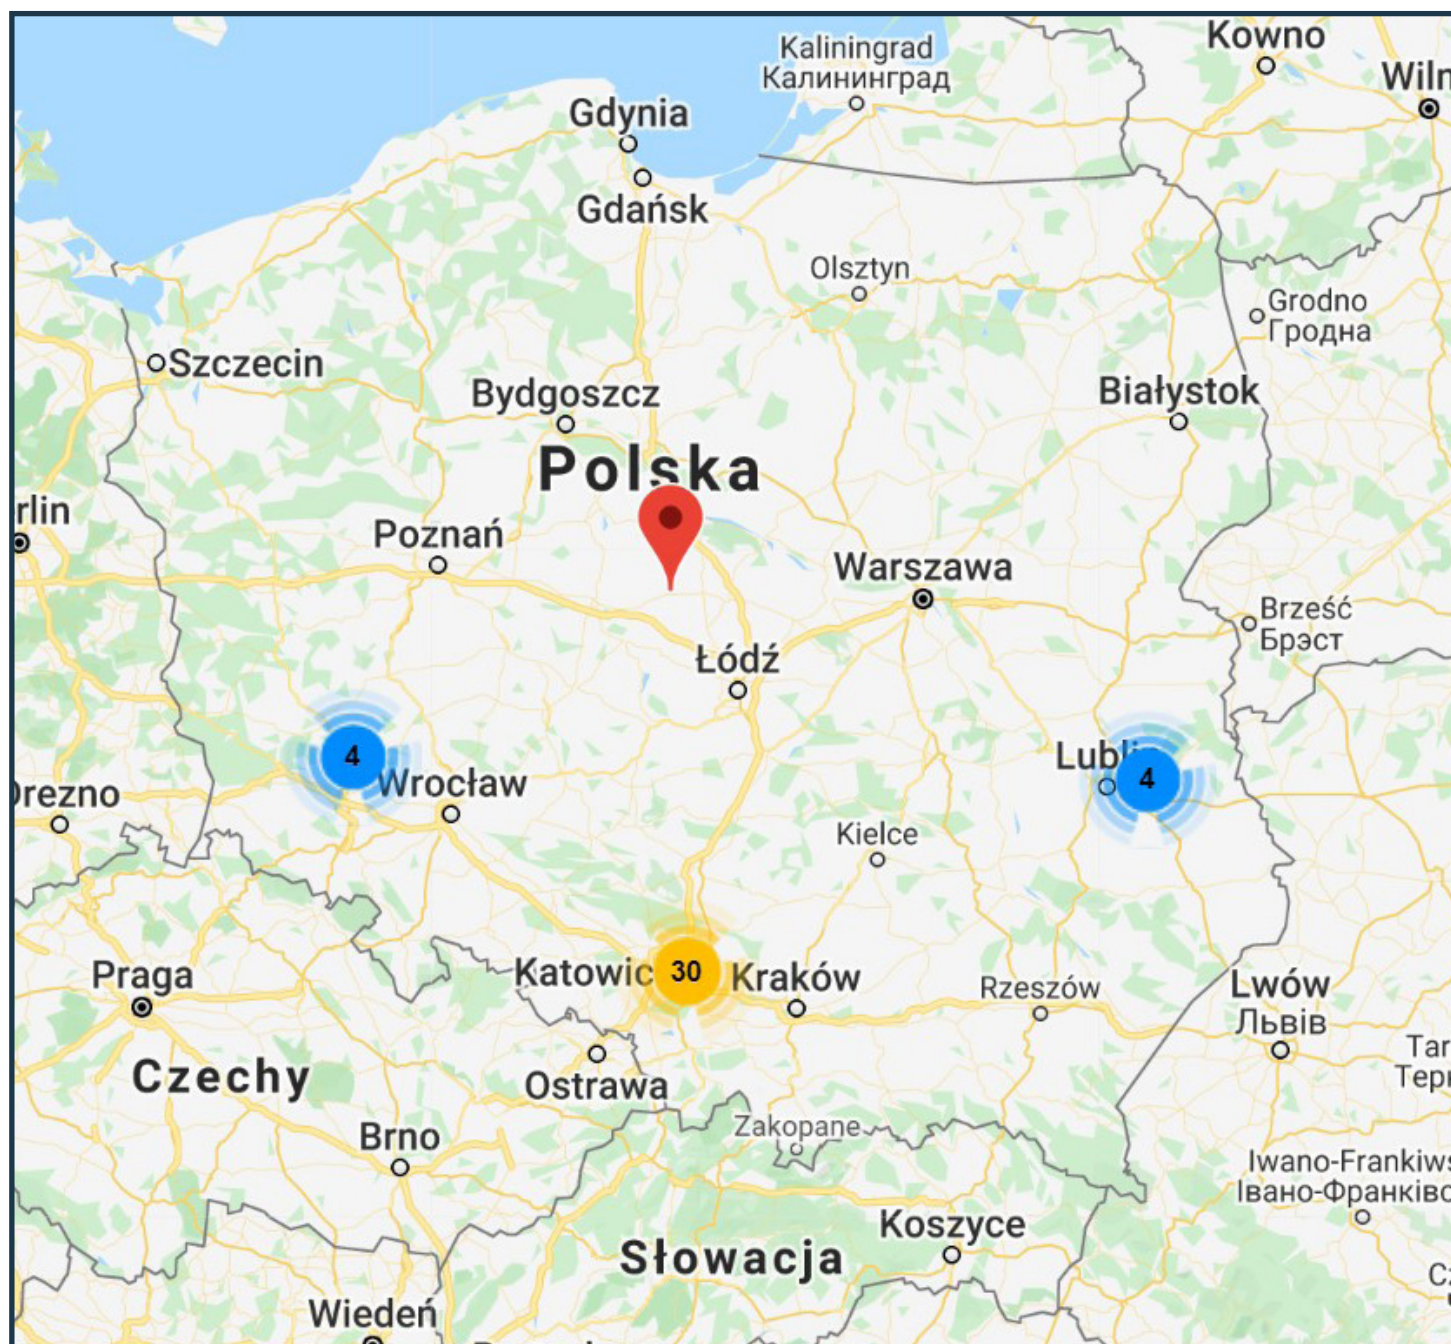 Kaliningrad
Калининград
Kowno
Wiln
Gdynia
Gdańsk
Olsztyn
Grodno
Гродна
Szczecin
Bydgoszcz
Białystok
Polska
rlin
Poznań
Warszawa
Brześć
Брэст
Łódź
4
Wrocław
Lubli
4
Drezno
Kielce
Praga
Katowic
30
Kraków
Rzeszów
Lwów
Львів
Czechy
Ostrawa
Tar
Терн
Brno
Zakopane
Iwano-Frankiws
Івано-Франківс
Koszyce
Słowacja
Wiedeń